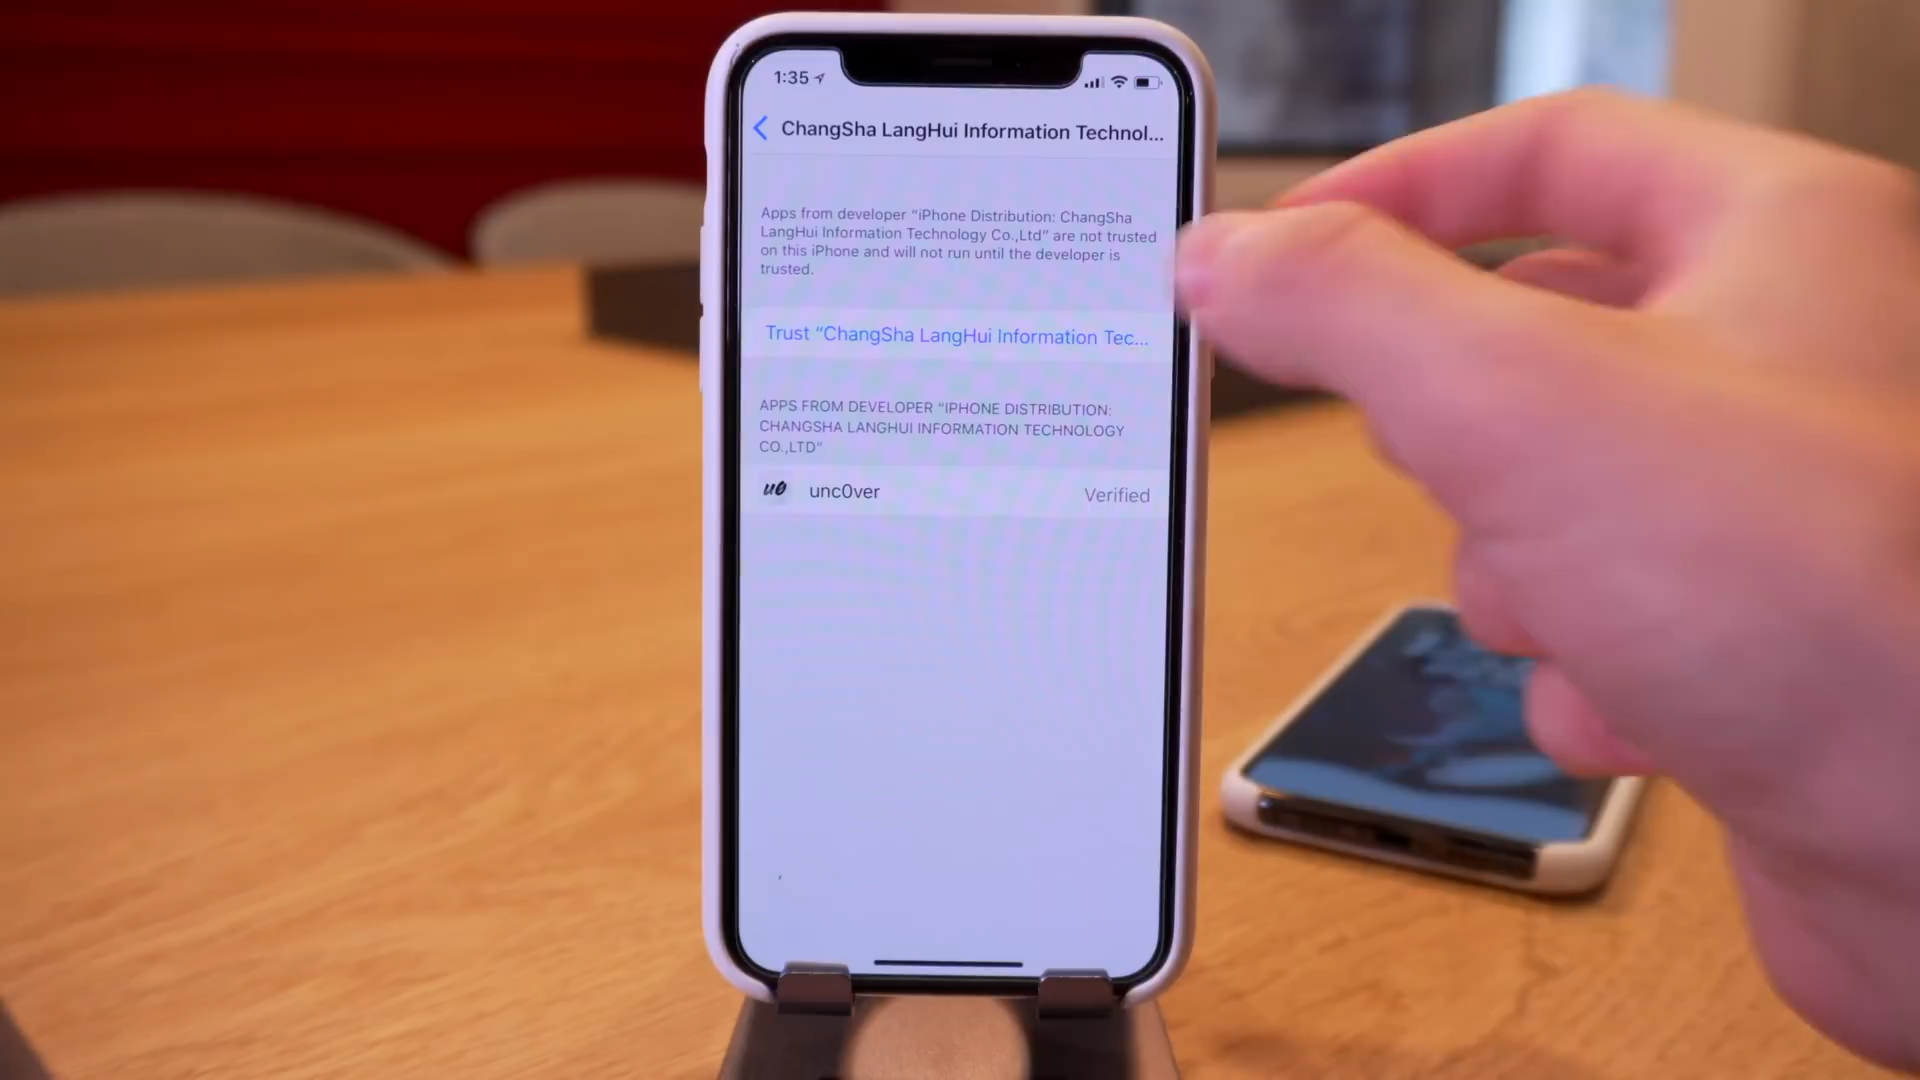 1:35
ChangSha LangHui Information Technol...
Apps from developer “iPhone Distribution: ChangSha
LangHui Information Technology Co.,Ltd” are not trusted
on this iPhone and will not run until the developer is
trusted.
Trust “ChangSha LangHui Information Tec...
APPS FROM DEVELOPER “IPHONE DISTRIBUTION:
CHANGSHA LANGHUI INFORMATION TECHNOLOGY
CO.,LTD”
u0 unc0ver Verified